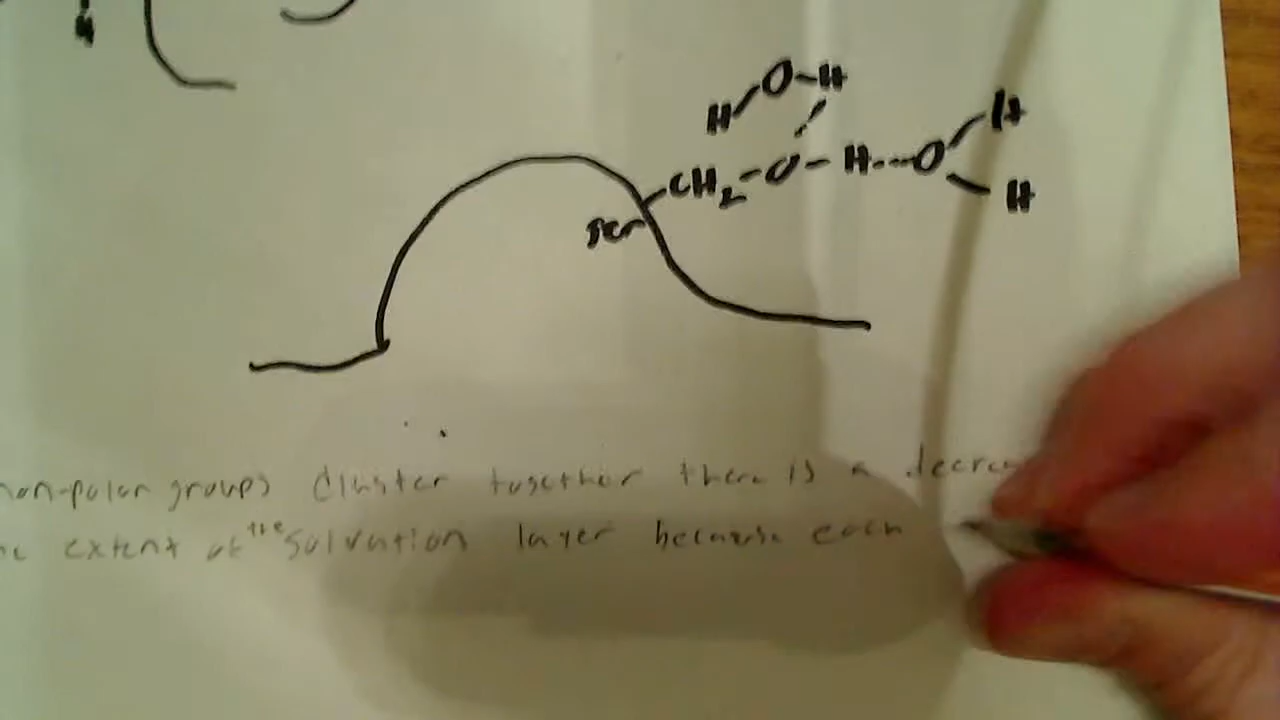 H
H O-H
CH2-O-H---O H
H
Ser
non-polar groups cluster together there is a decre
extent of the solvation layer because each